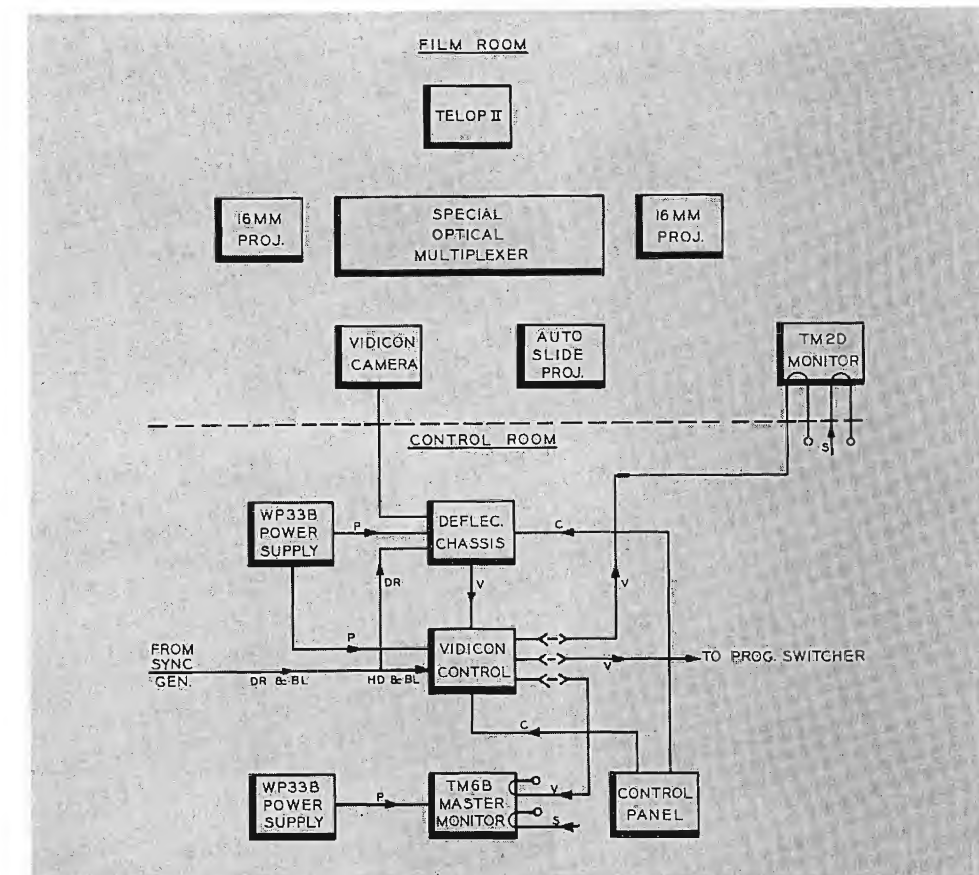 FILM ROOM
TELOP II
16MM
PROJ.
SPECIAL
OPTICAL
MULTIPLEXER
16MM
PROJ.
VIDICON
CAMERA
AUTO
SLIDE
PROJ.
TM2D
MONITOR
S
CONTROL ROOM
WP33B
POWER
SUPPLY
P
DEFLEC.
CHASSIS
C
DR
V
V
P
FROM
SYNC
GEN.
DR & BL
HD & BL
VIDICON
CONTROL
V
TO PROG. SWITCHER
C
WP33B
POWER
SUPPLY
P
TM6B
MASTER
MONITOR
V
S
CONTROL
PANEL